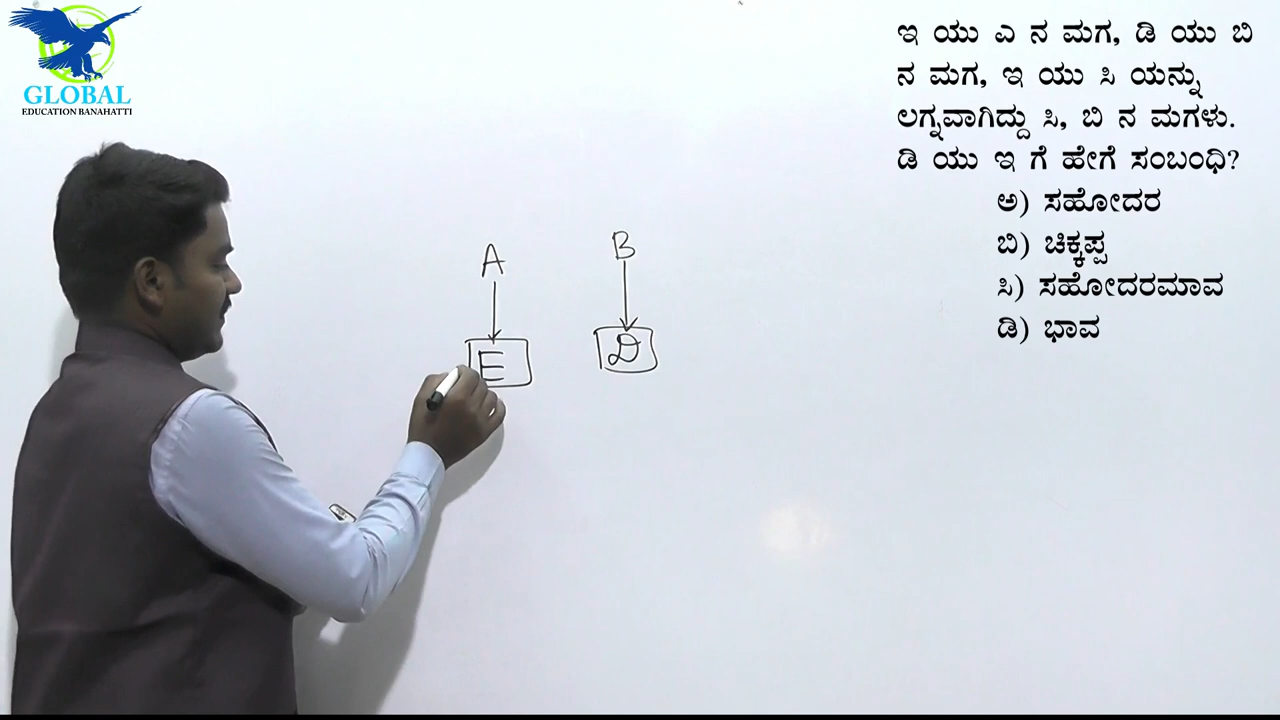 GLOBAL
EDUCATION BANAHATTI
ಇ ಯು ಎ ನ ಮಗ, ಡಿ ಯು ಬಿ
ನ ಮಗ, ಇ ಯು ಸಿ ಯನ್ನು
ಲಗ್ನವಾಗಿದ್ದು ಸಿ, ಬಿ ನ ಮಗಳು.
ಡಿ ಯು ಇ ಗೆ ಹೇಗೆ ಸಂಬಂಧಿ?
ಅ) ಸಹೋದರ
ಬಿ) ಚಿಕ್ಕಪ್ಪ
ಸಿ) ಸಹೋದರಮಾವ
ಡಿ) ಭಾವ
A B
E D